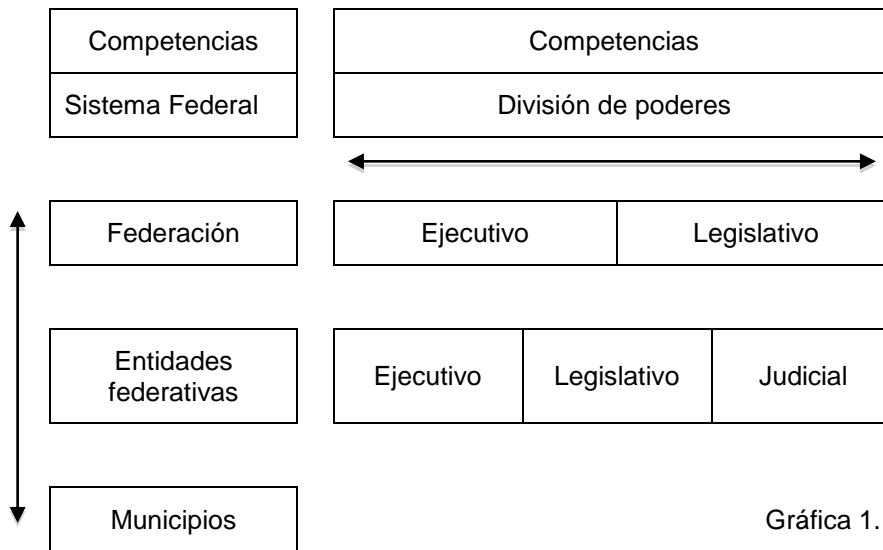 Competencias
Competencias
Sistema Federal
División de poderes
Federación
Ejecutivo
Legislativo
Entidades
federativas
Ejecutivo
Legislativo
Judicial
Municipios
Gráfica 1.